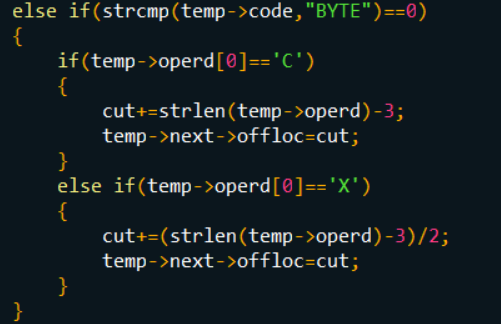 else if(strcmp(temp->code,"BYTE")==0)
{
    if(temp->operd[0]=='C')
    {
        cut+=strlen(temp->operd)-3;
        temp->next->offloc=cut;
    }
    else if(temp->operd[0]=='X')
    {
        cut+=(strlen(temp->operd)-3)/2;
        temp->next->offloc=cut;
    }
}